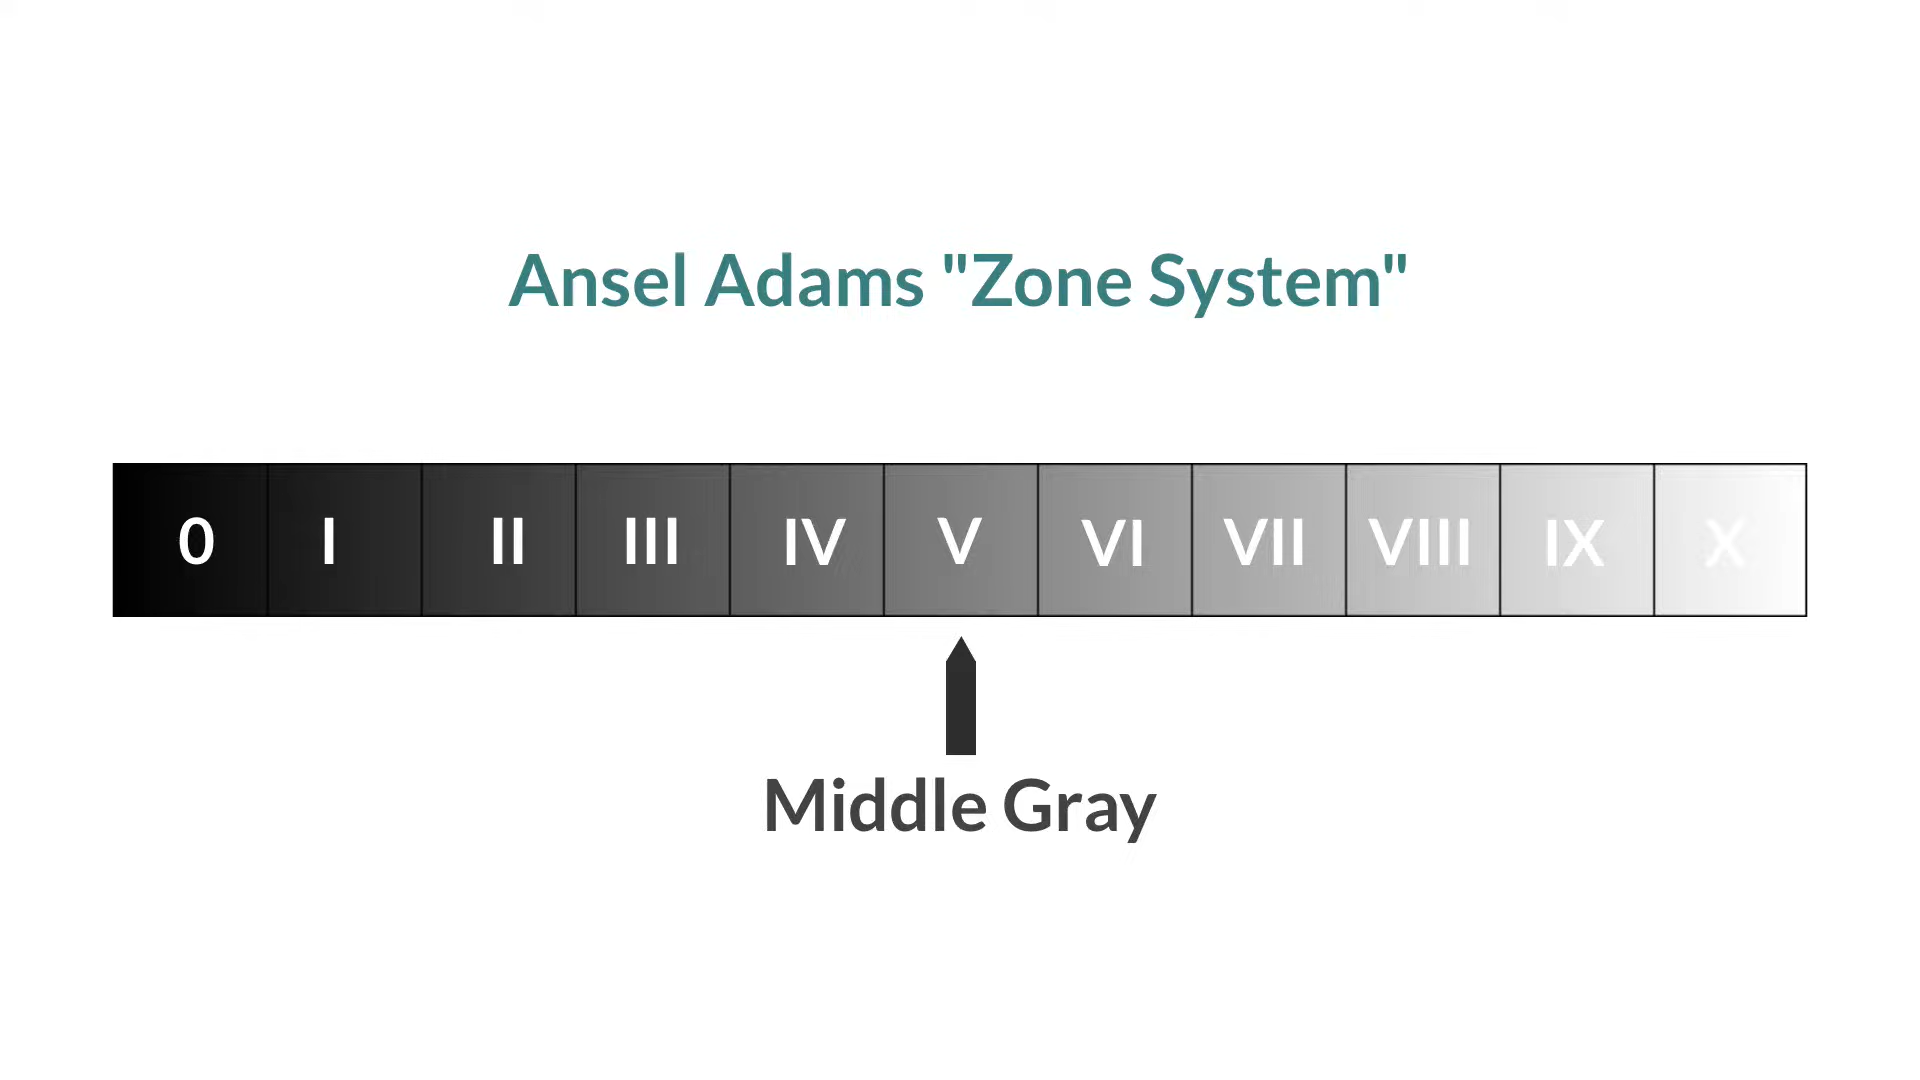 Ansel Adams "Zone System"
0 I II III IV V VI VII VIII IX X
Middle Gray